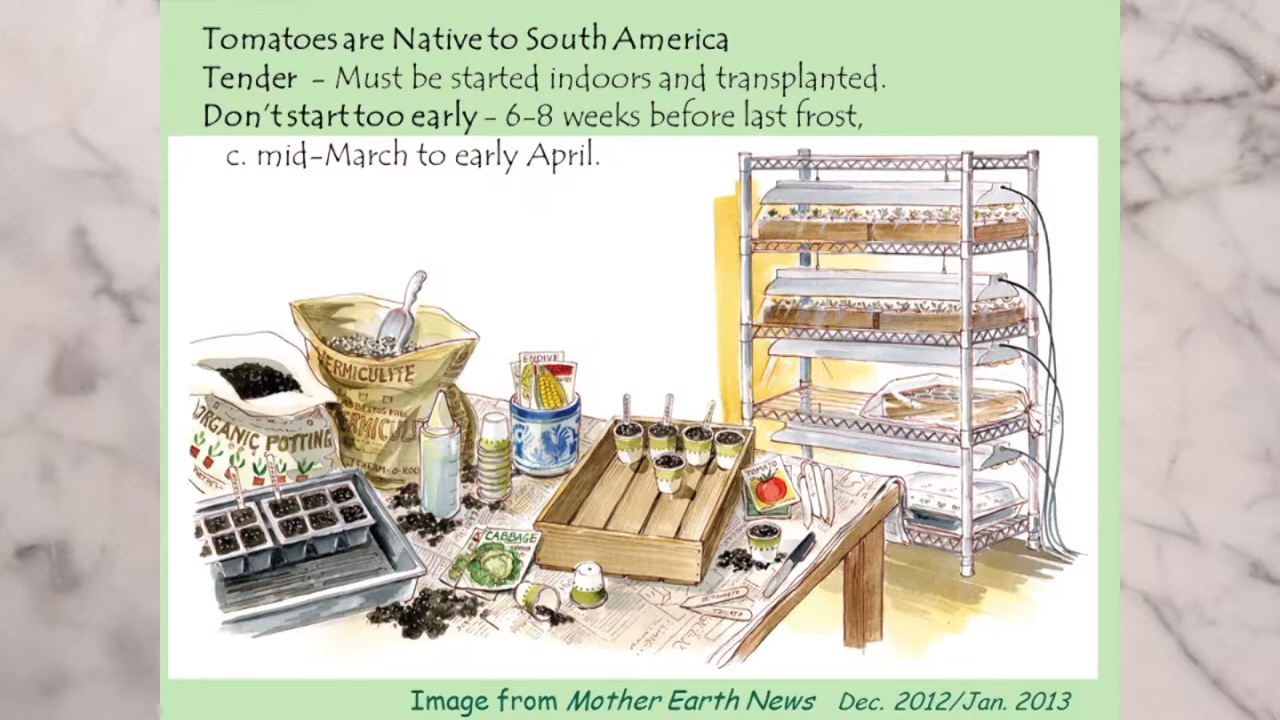 Tomatoes are Native to South America
Tender - Must be started indoors and transplanted.
Don't start too early - 6-8 weeks before last frost,
c. mid-March to early April.
ENDIVE
VERMICULITE
ORGANIC POTTING
TOMATO
CABBAGE
Image from Mother Earth News Dec. 2012/Jan. 2013